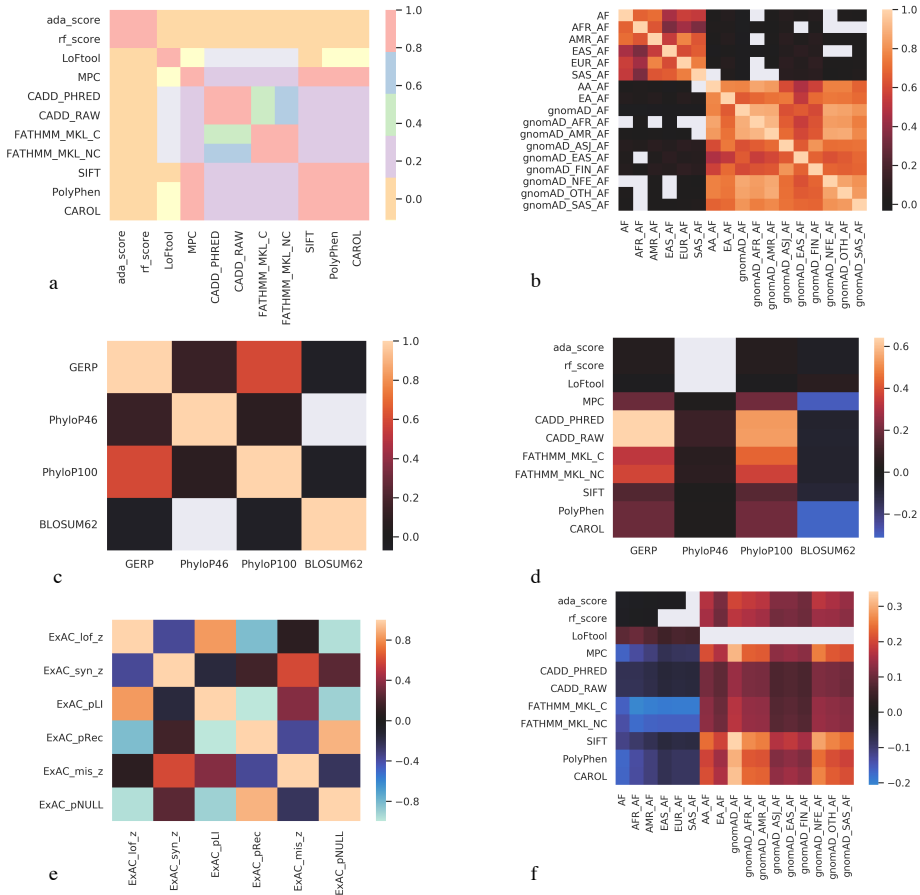 ada_score
rf_score
LoFtool
MPC
CADD_PHRED
CADD_RAW
FATHMM_MKL_C
FATHMM_MKL_NC
SIFT
PolyPhen
CAROL
1.0
0.8
0.6
0.4
0.2
0.0
ada_score
rf_score
LoFtool
MPC
CADD_PHRED
CADD_RAW
FATHMM_MKL_C
FATHMM_MKL_NC
SIFT
PolyPhen
CAROL
a
AF
AFR_AF
AMR_AF
EAS_AF
EUR_AF
SAS_AF
AA_AF
EA_AF
gnomAD_AF
gnomAD_AFR_AF
gnomAD_AMR_AF
gnomAD_ASJ_AF
gnomAD_EAS_AF
gnomAD_FIN_AF
gnomAD_NFE_AF
gnomAD_OTH_AF
gnomAD_SAS_AF
1.0
0.8
0.6
0.4
0.2
0.0
AF
AFR_AF
AMR_AF
EAS_AF
EUR_AF
SAS_AF
AA_AF
EA_AF
gnomAD_AF
gnomAD_AFR_AF
gnomAD_AMR_AF
gnomAD_ASJ_AF
gnomAD_EAS_AF
gnomAD_FIN_AF
gnomAD_NFE_AF
gnomAD_OTH_AF
gnomAD_SAS_AF
b
GERP
PhyloP46
PhyloP100
BLOSUM62
1.0
0.8
0.6
0.4
0.2
0.0
GERP PhyloP46 PhyloP100 BLOSUM62
c
ada_score
rf_score
LoFtool
MPC
CADD_PHRED
CADD_RAW
FATHMM_MKL_C
FATHMM_MKL_NC
SIFT
PolyPhen
CAROL
0.6
0.4
0.2
0.0
−0.2
GERP PhyloP46 PhyloP100 BLOSUM62
d
ExAC_lof_z
ExAC_syn_z
ExAC_pLI
ExAC_pRec
ExAC_mis_z
ExAC_pNULL
0.8
0.4
0.0
−0.4
−0.8
ExAC_lof_z
ExAC_syn_z
ExAC_pLI
ExAC_pRec
ExAC_mis_z
ExAC_pNULL
e
ada_score
rf_score
LoFtool
MPC
CADD_PHRED
CADD_RAW
FATHMM_MKL_C
FATHMM_MKL_NC
SIFT
PolyPhen
CAROL
0.3
0.2
0.1
0.0
−0.1
−0.2
AF
AFR_AF
AMR_AF
EAS_AF
EUR_AF
SAS_AF
AA_AF
EA_AF
gnomAD_AF
gnomAD_AFR_AF
gnomAD_AMR_AF
gnomAD_ASJ_AF
gnomAD_EAS_AF
gnomAD_FIN_AF
gnomAD_NFE_AF
gnomAD_OTH_AF
gnomAD_SAS_AF
f